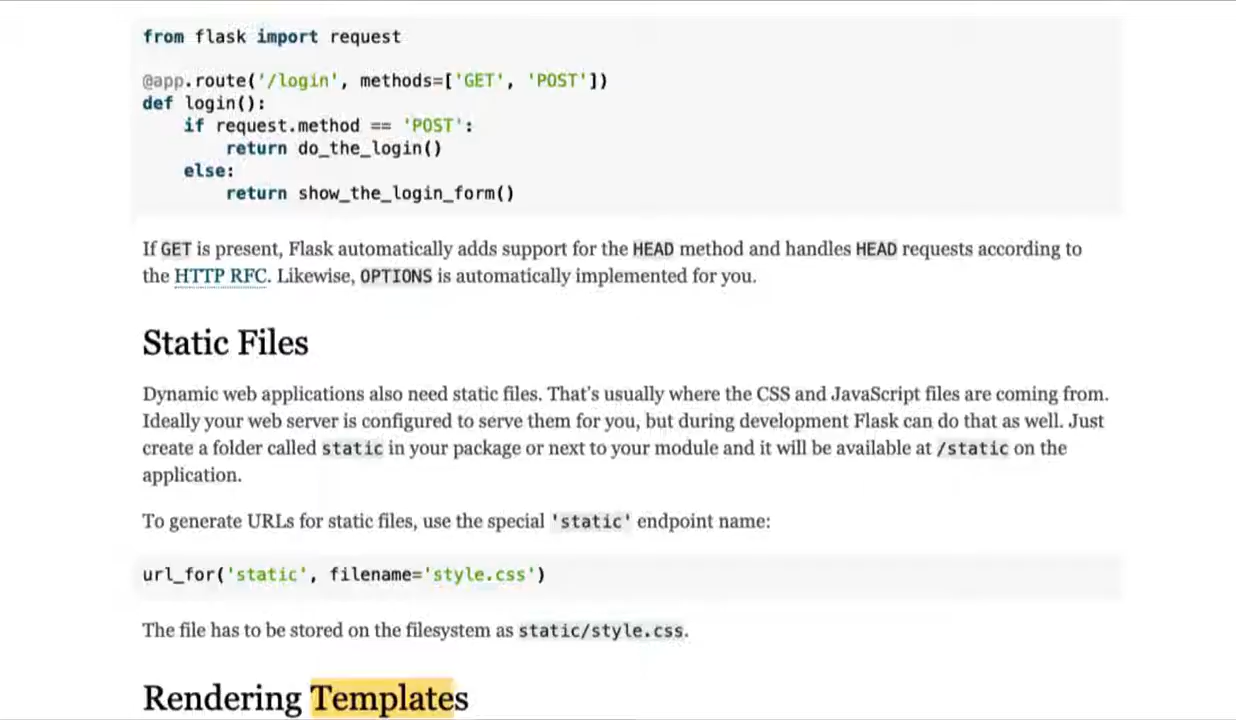 from flask import request
@app.route('/login', methods=['GET', 'POST'])
def login():
    if request.method == 'POST':
        return do_the_login()
    else:
        return show_the_login_form()
If GET is present, Flask automatically adds support for the HEAD method and handles HEAD requests according to
the HTTP RFC. Likewise, OPTIONS is automatically implemented for you.
Static Files
Dynamic web applications also need static files. That's usually where the CSS and JavaScript files are coming from.
Ideally your web server is configured to serve them for you, but during development Flask can do that as well. Just
create a folder called static in your package or next to your module and it will be available at /static on the
application.
To generate URLs for static files, use the special 'static' endpoint name:
url_for('static', filename='style.css')
The file has to be stored on the filesystem as static/style.css.
Rendering Templates